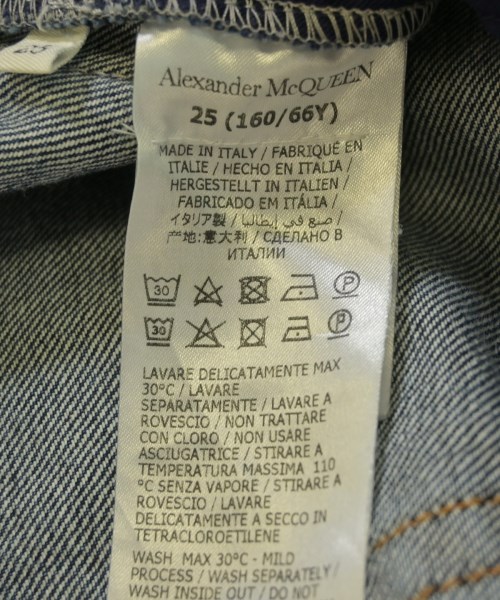 25
Alexander McQUEEN
25 (160/66Y)
MADE IN ITALY / FABRIQUÉ EN
ITALIE / HECHO EN ITALIA /
HERGESTELLT IN ITALIEN /
FABRICADO EM ITÁLIA /
イタリア製 / صنع في إيطاليا /
产地:意大利 / СДЕЛАНО В
ИТАЛИИ
30 P
30 P
LAVARE DELICATAMENTE MAX
30°C / LAVARE
SEPARATAMENTE / LAVARE A
ROVESCIO / NON TRATTARE
CON CLORO / NON USARE
ASCIUGATRICE / STIRARE A
TEMPERATURA MASSIMA 110
°C SENZA VAPORE / STIRARE A
ROVESCIO / LAVARE
DELICATAMENTE A SECCO IN
TETRACLOROETILENE
WASH MAX 30°C - MILD
PROCESS / WASH SEPARATELY /
WASH INSIDE OUT / DO NOT